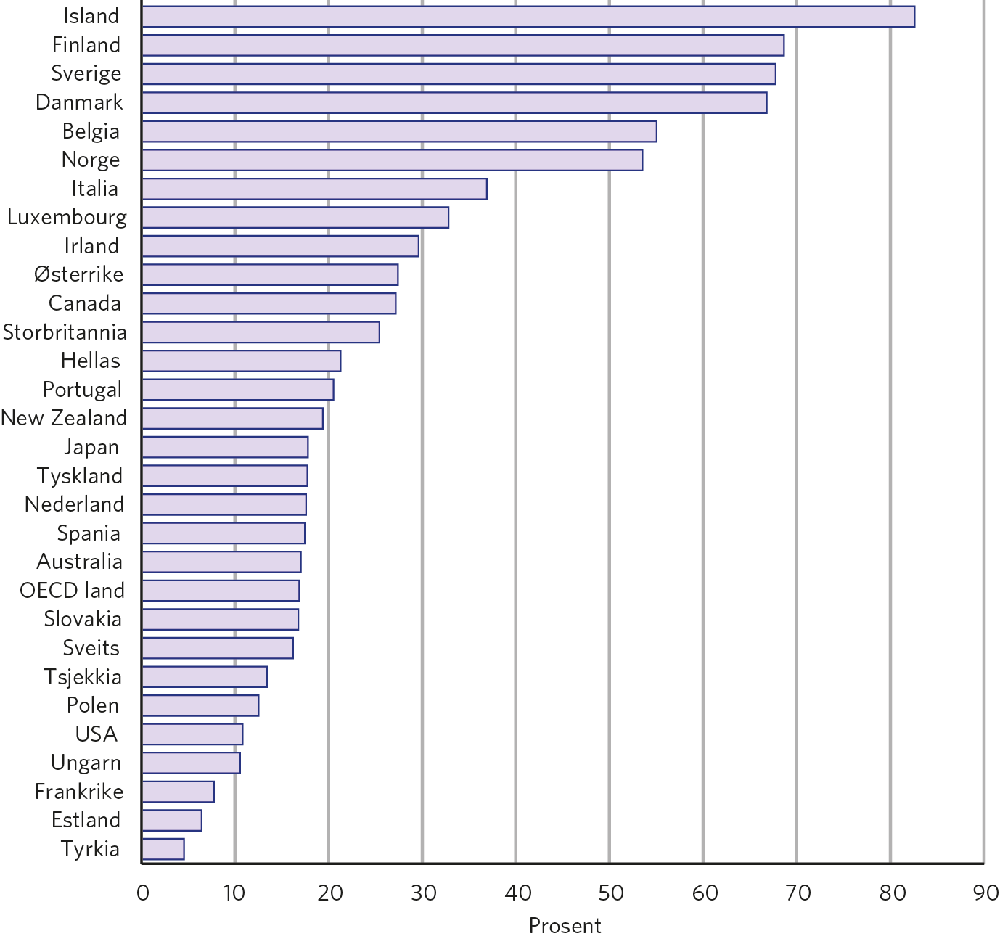 Island
Finland
Sverige
Danmark
Belgia
Norge
Italia
Luxembourg
Irland
Østerrike
Canada
Storbritannia
Hellas
Portugal
New Zealand
Japan
Tyskland
Nederland
Spania
Australia
OECD land
Slovakia
Sveits
Tsjekkia
Polen
USA
Ungarn
Frankrike
Estland
Tyrkia
0 10 20 30 40 50 60 70 80 90
Prosent